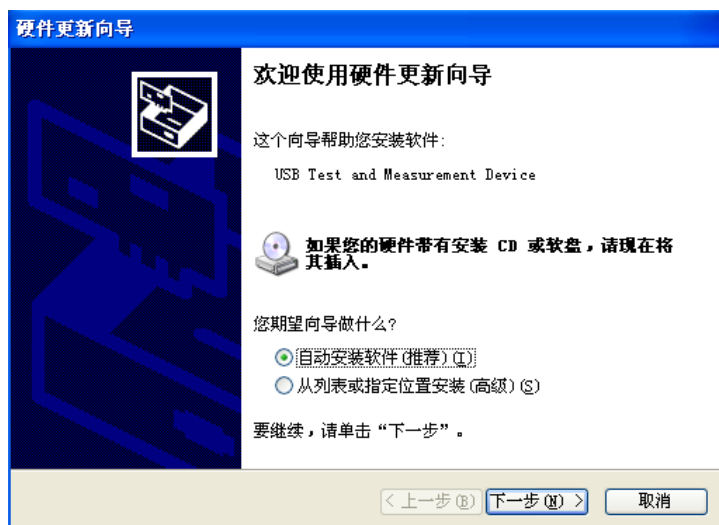 硬件更新向导
欢迎使用硬件更新向导
这个向导帮助您安装软件:
USB Test and Measurement Device
如果您的硬件带有安装 CD 或软盘，请现在将
其插入。
您期望向导做什么?
自动安装软件(推荐)(I)
从列表或指定位置安装(高级)(S)
要继续，请单击“下一步”。
< 上一步(B) 下一步(N) > 取消